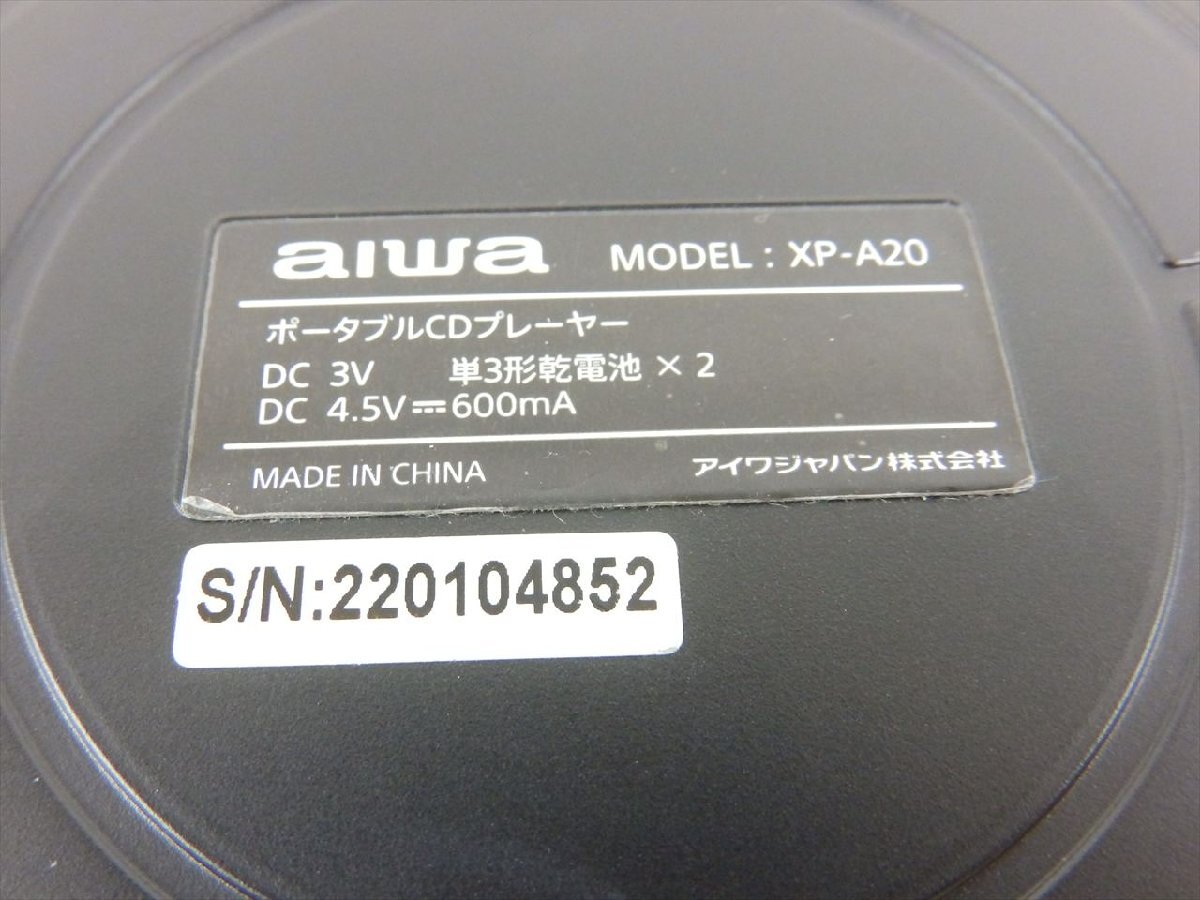 aiwa MODEL : XP-A20
ポータブルCDプレーヤー
DC 3V 単3形乾電池 × 2
DC 4.5V⎓600mA
MADE IN CHINA アイワジャパン株式会社
S/N:220104852